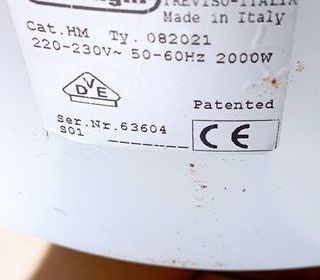 TREVISO-ITALIA
Made in Italy
Cat.HM Ty. 082021
220-230V~ 50-60Hz 2000W
VDE
Patented
Ser.Nr.63604
S01
CE